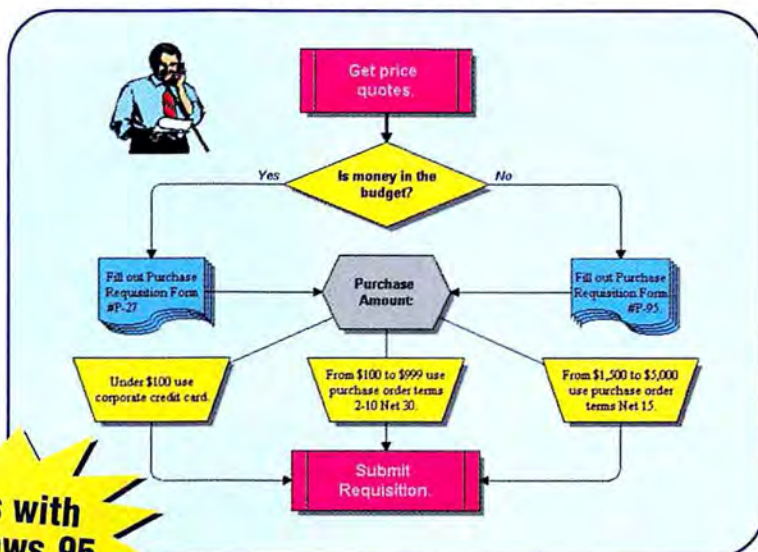 Get price
quotes.
Is money in the
budget?
Yes
No
Fill out Purchase
Requisition Form
#P-27
Purchase
Amount:
Fill out Purchase
Requisition Form
#P-95.
Under $100 use
corporate credit card.
From $100 to $999 use
purchase order terms
2-10 Net 30.
From $1,500 to $5,000
use purchase order
terms Net 15.
Submit
Requisition.
with
95